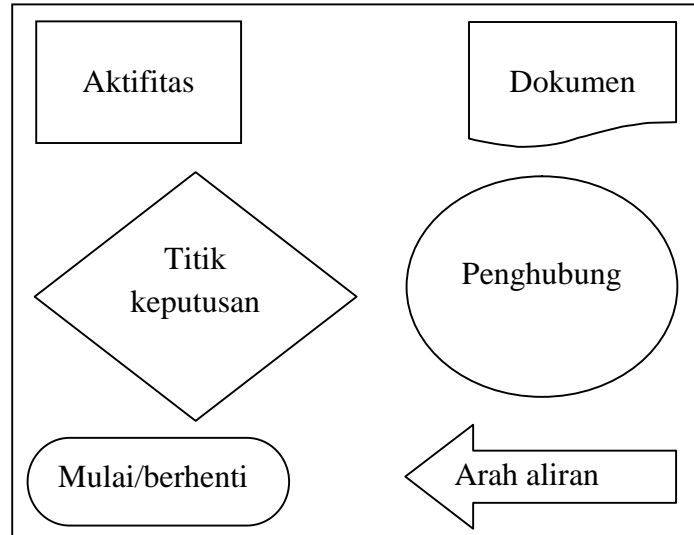 Aktifitas
Dokumen
Titik
keputusan
Penghubung
Mulai/berhenti
Arah aliran